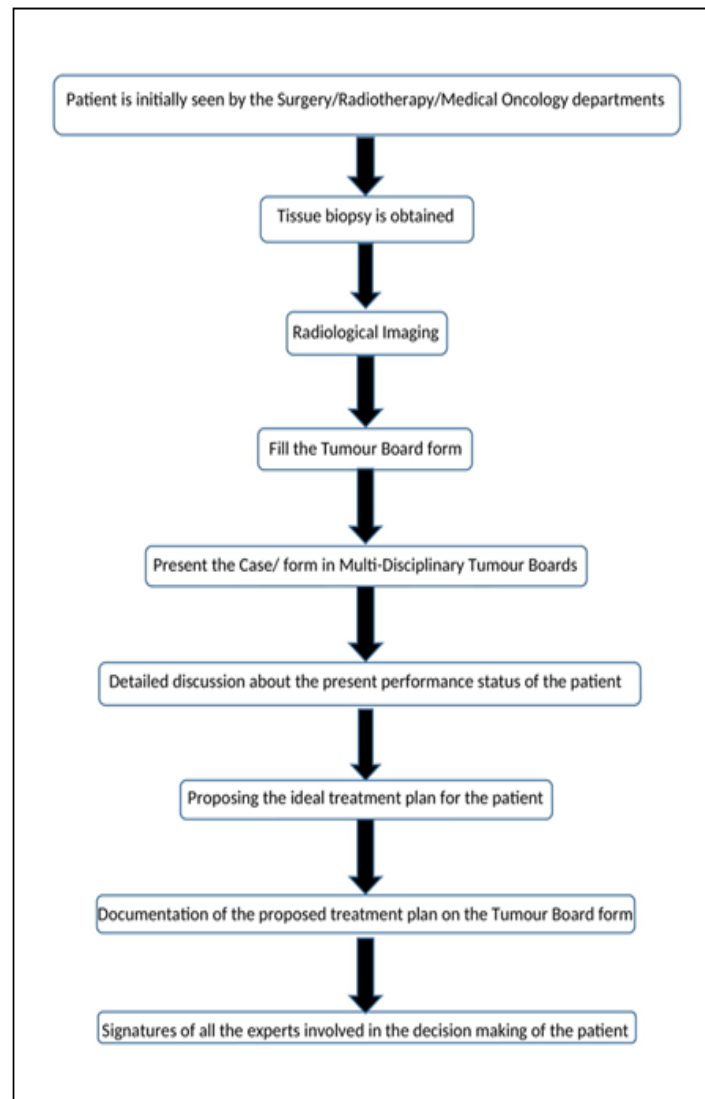 Patient is initially seen by the Surgery/Radiotherapy/Medical Oncology departments
Tissue biopsy is obtained
Radiological Imaging
Fill the Tumour Board form
Present the Case/ form in Multi-Disciplinary Tumour Boards
Detailed discussion about the present performance status of the patient
Proposing the ideal treatment plan for the patient
Documentation of the proposed treatment plan on the Tumour Board form
Signatures of all the experts involved in the decision making of the patient